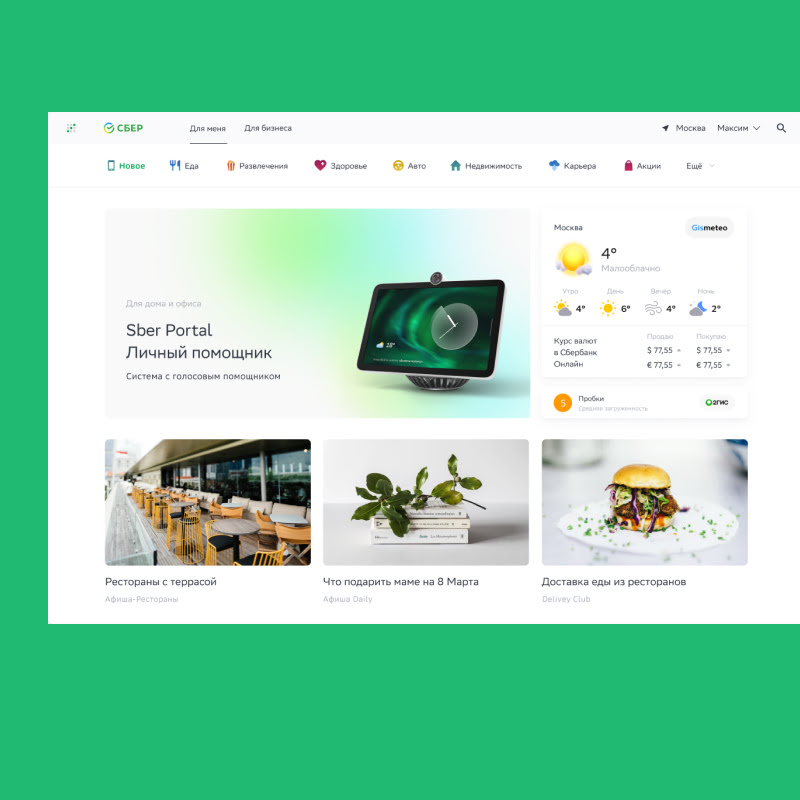 СБЕР
Для меня
Для бизнеса
Москва
Максим
Новое
Еда
Развлечения
Здоровье
Авто
Недвижимость
Карьера
Акции
Ещё
Для дома и офиса
Sber Portal
Личный помощник
Система с голосовым помощником
18°
Москва
Gismeteo
4°
Малооблачно
Утро
День
Вечер
Ночь
4°
6°
4°
2°
Курс валют
в Сбербанк
Онлайн
Продаю
Покупаю
$ 77,55
$ 77,55
€ 77,55
€ 77,55
5
Пробки
Средняя загруженность
2ГИС
Рестораны с террасой
Афиша-Рестораны
Что подарить маме на 8 Марта
Афиша Daily
Доставка еды из ресторанов
Delivey Club